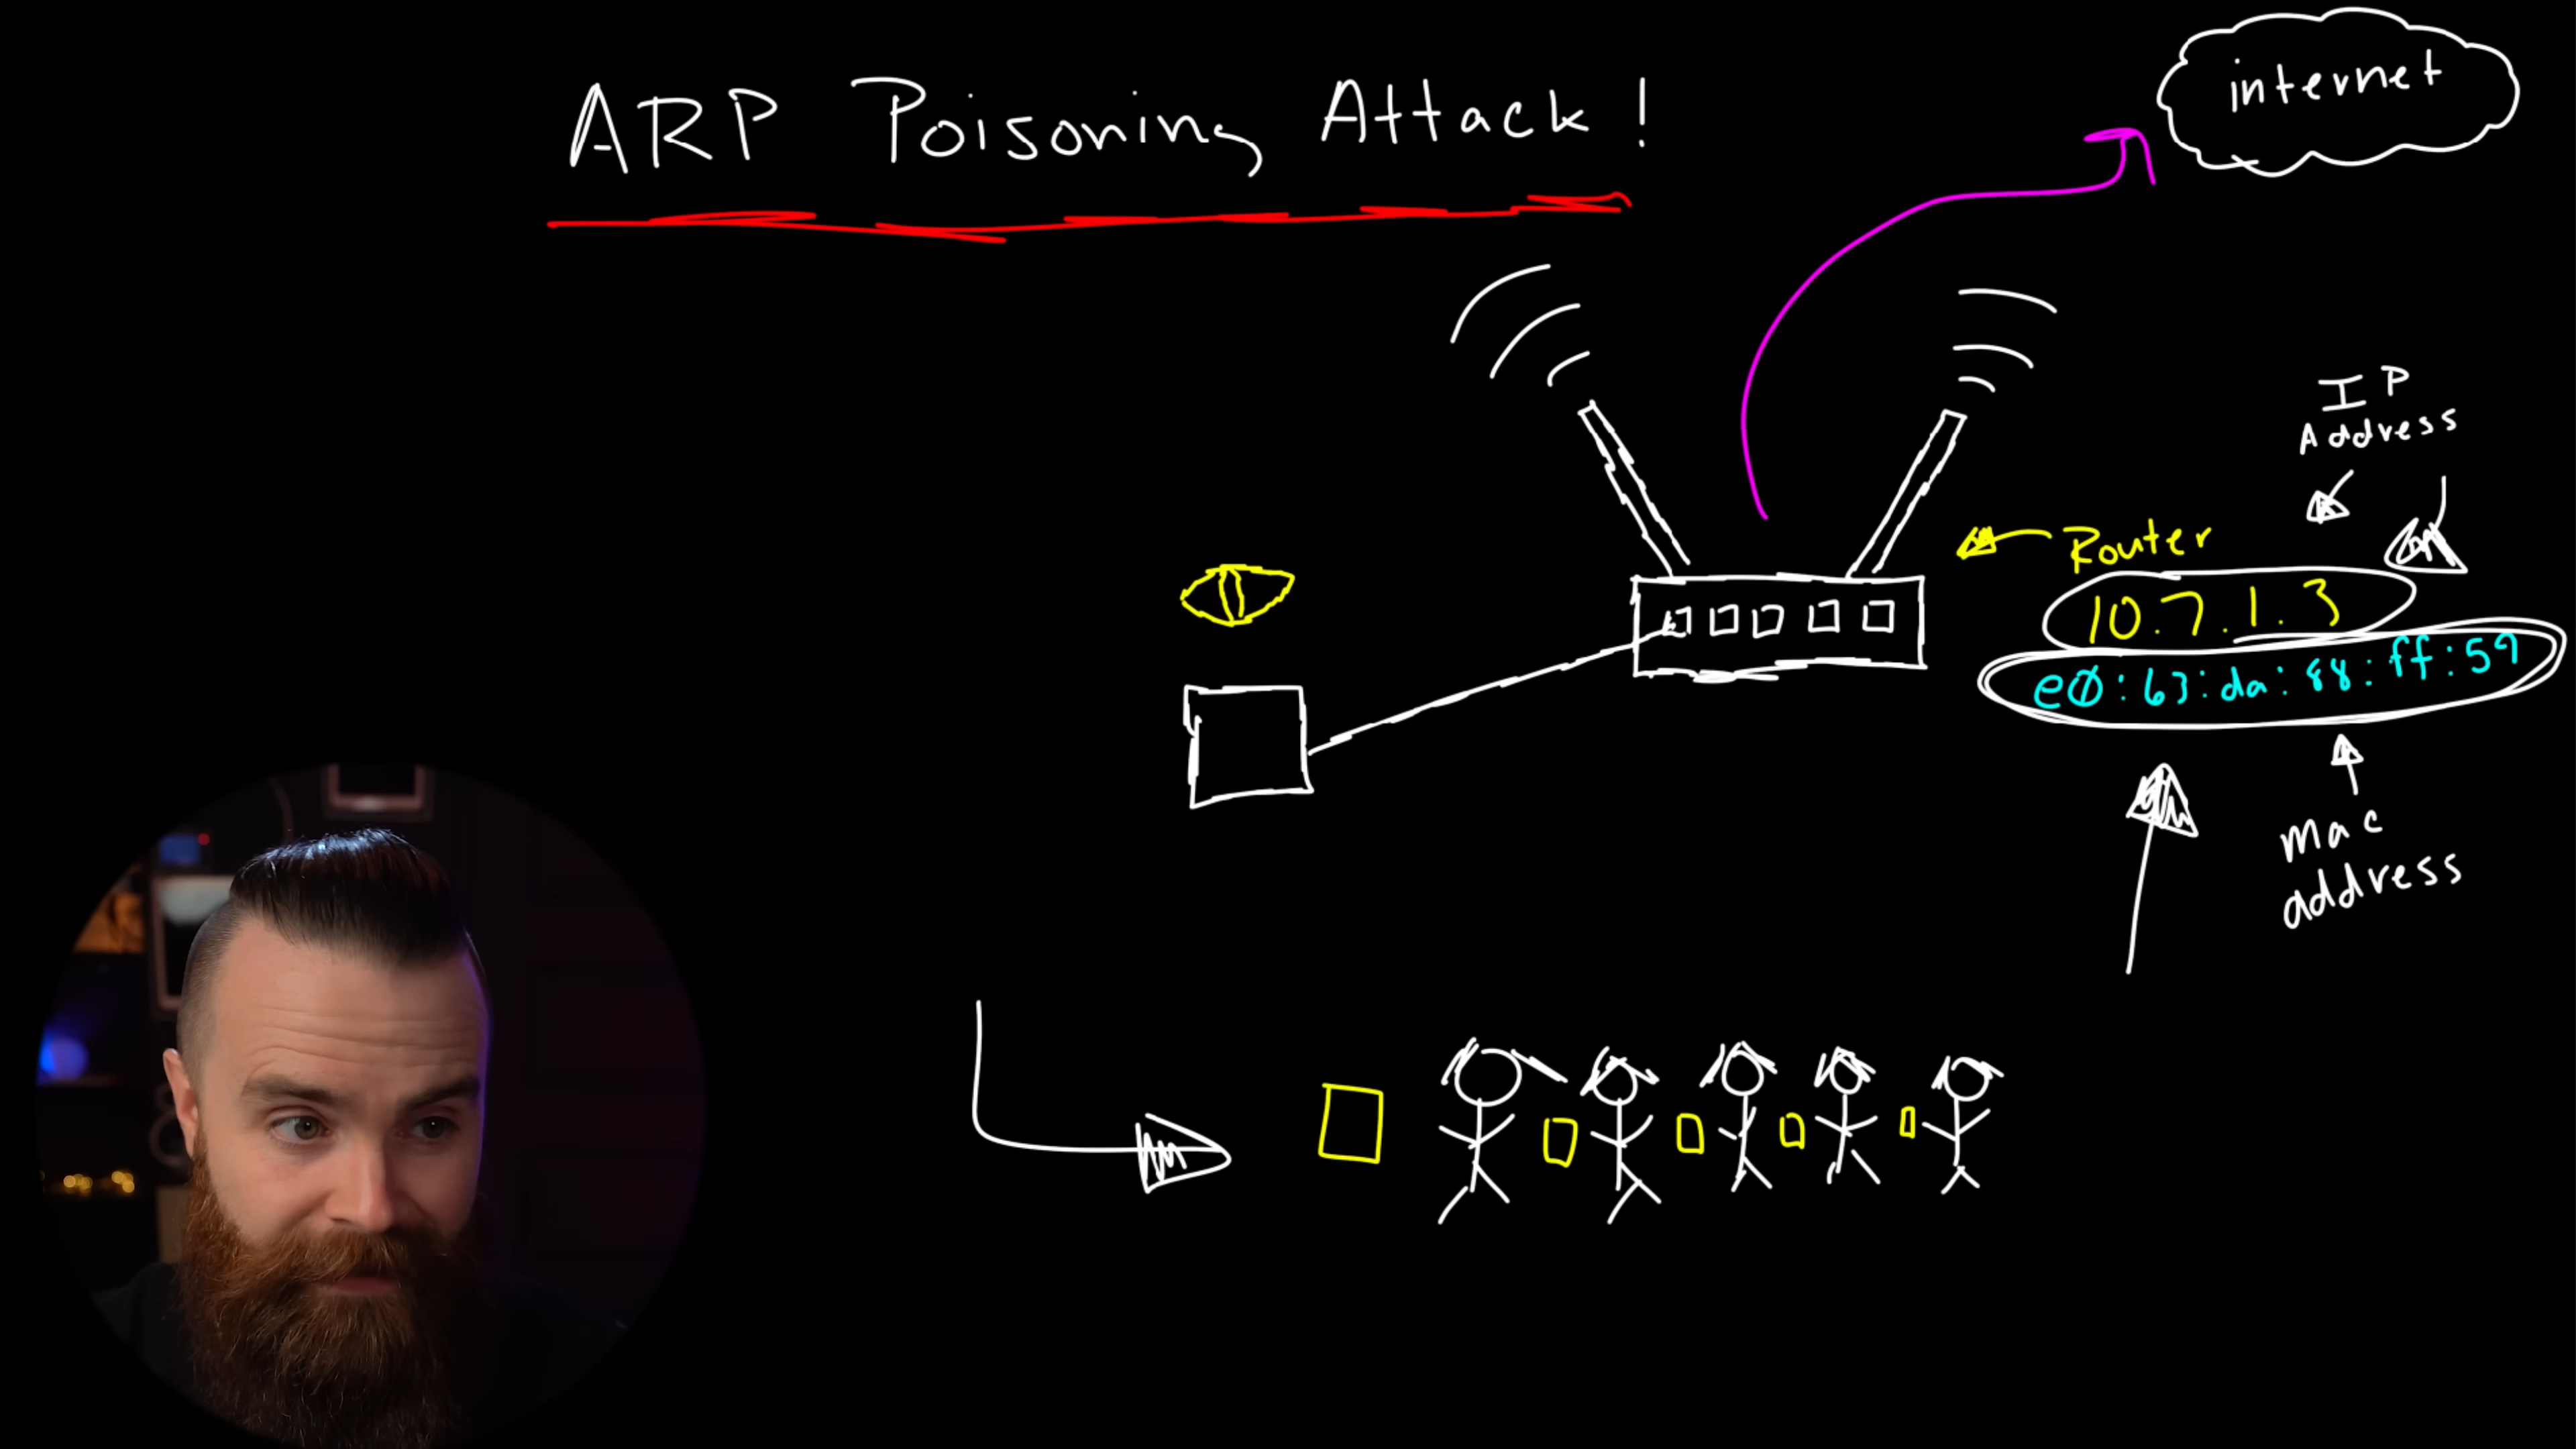 ARP Poisoning Attack!
internet
IP
Address
Router
10.7.1.3
e0:63:da:88:ff:59
Mac
address